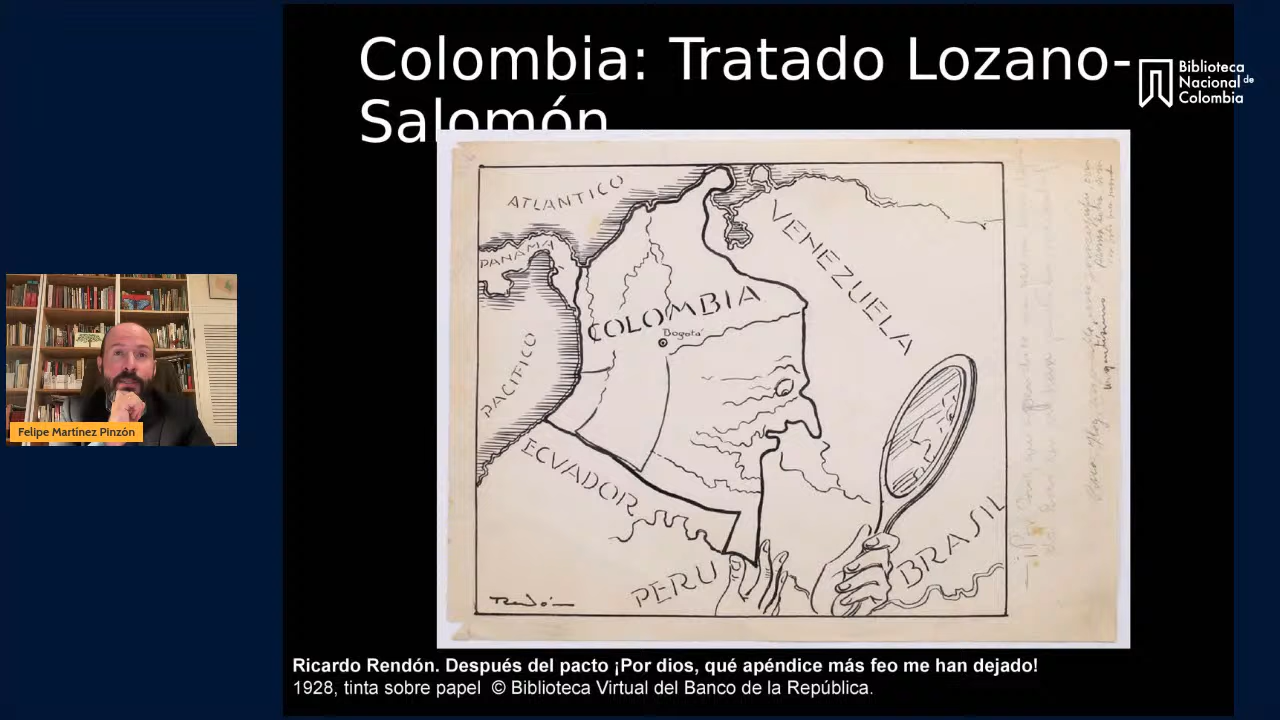 Colombia: Tratado Lozano-
Salomón
Biblioteca
Nacional de
Colombia
ATLANTICO
PANAMA
VENEZUELA
COLOMBIA
Bogotá
PACIFICO
ECVADOR
PERU
BRASIL
Rendón
Felipe Martínez Pinzón
Ricardo Rendón. Después del pacto ¡Por dios, qué apéndice más feo me han dejado!
1928, tinta sobre papel © Biblioteca Virtual del Banco de la República.